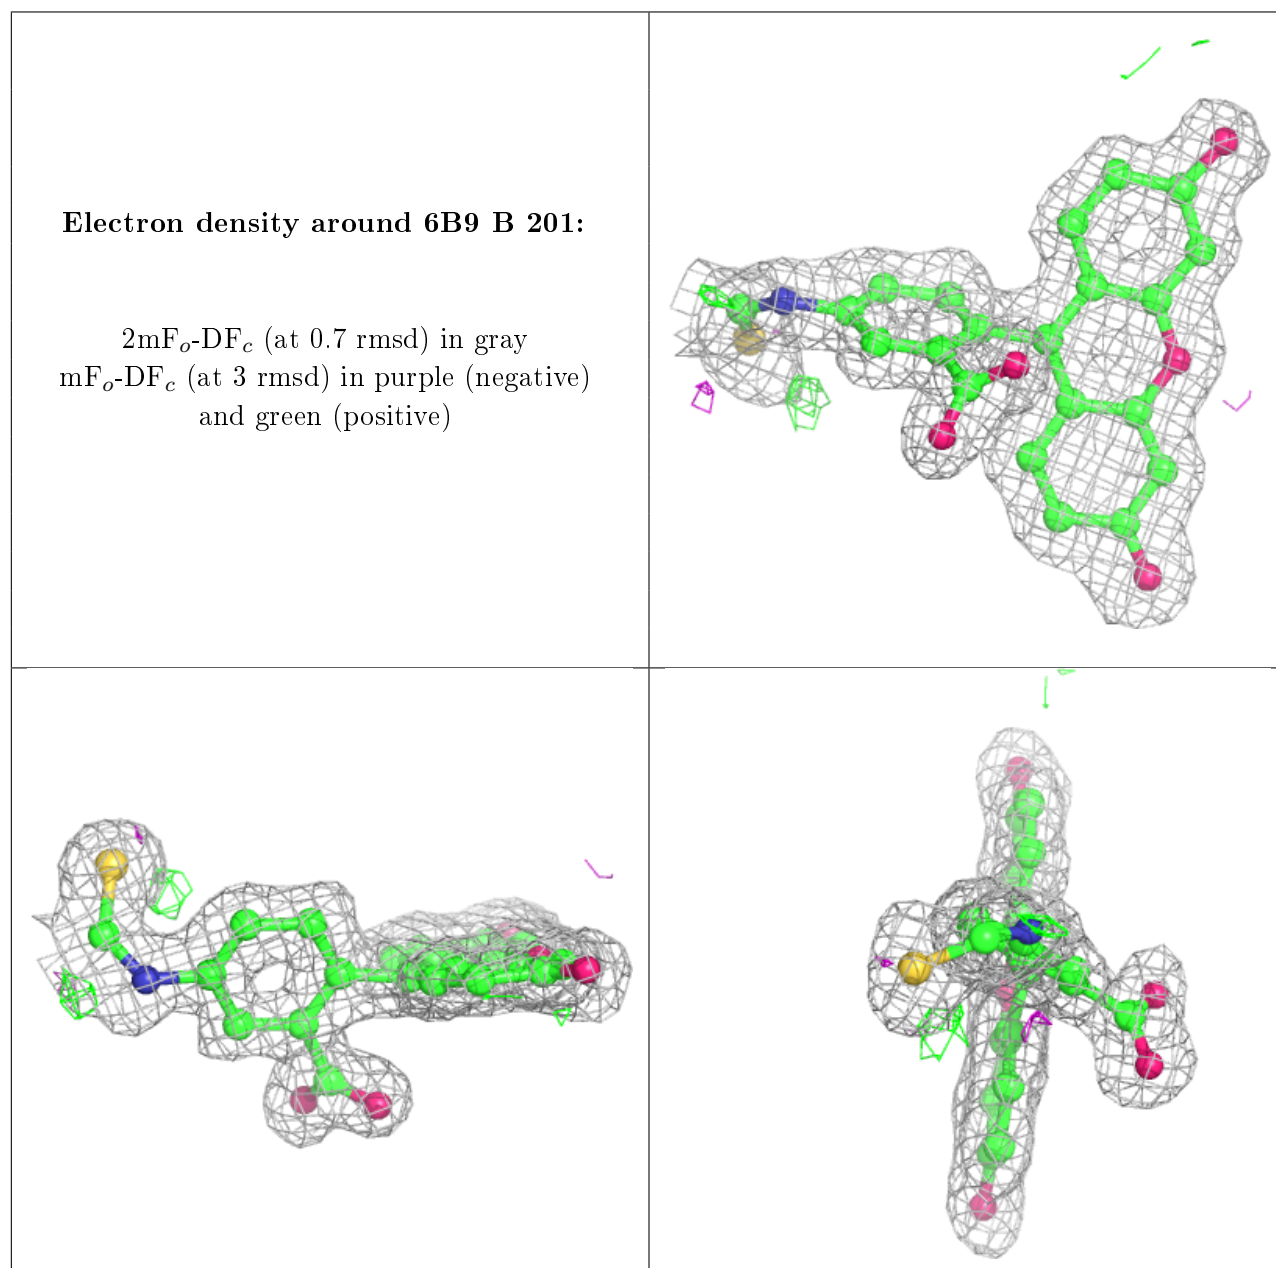 Electron density around 6B9 B 201:
2mFo-DFc (at 0.7 rmsd) in gray
mFo-DFc (at 3 rmsd) in purple (negative)
and green (positive)